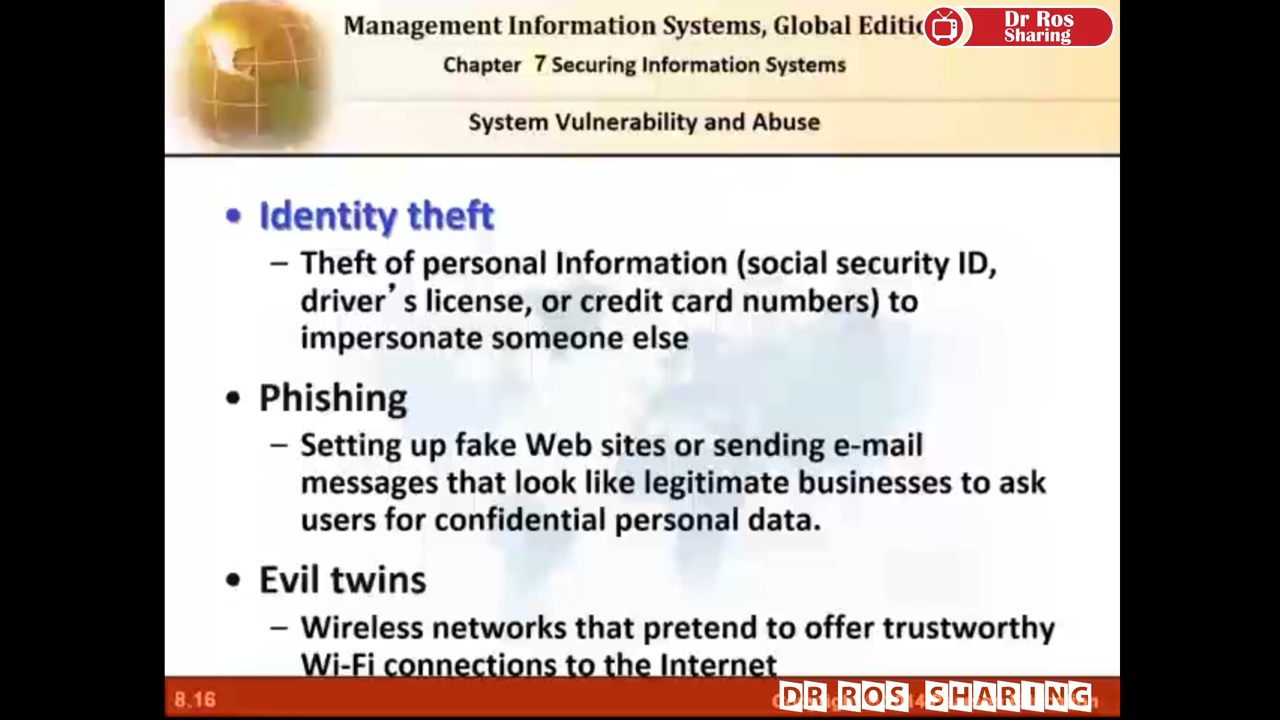 Management Information Systems, Global Editio
Dr Ros
Sharing
Chapter 7 Securing Information Systems
System Vulnerability and Abuse
• Identity theft
– Theft of personal Information (social security ID,
driver’s license, or credit card numbers) to
impersonate someone else
• Phishing
– Setting up fake Web sites or sending e-mail
messages that look like legitimate businesses to ask
users for confidential personal data.
• Evil twins
– Wireless networks that pretend to offer trustworthy
Wi-Fi connections to the Internet
8.16
DR ROS SHARING